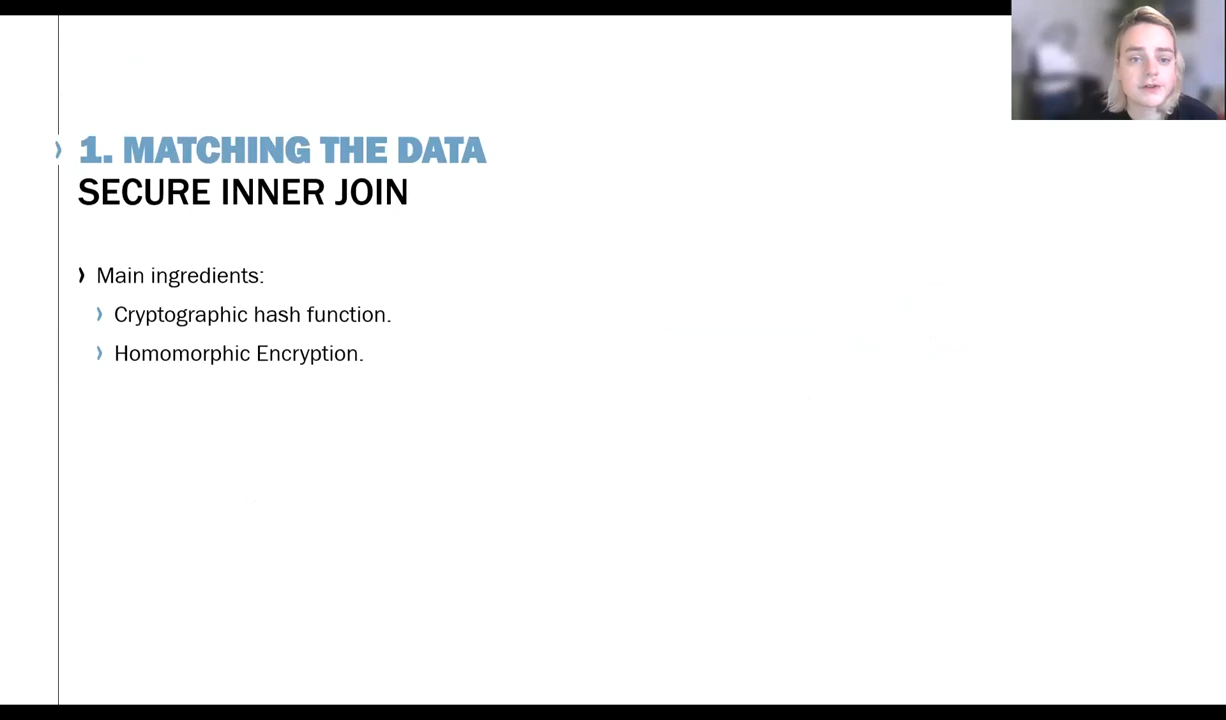 1. MATCHING THE DATA
SECURE INNER JOIN
Main ingredients:
Cryptographic hash function.
Homomorphic Encryption.